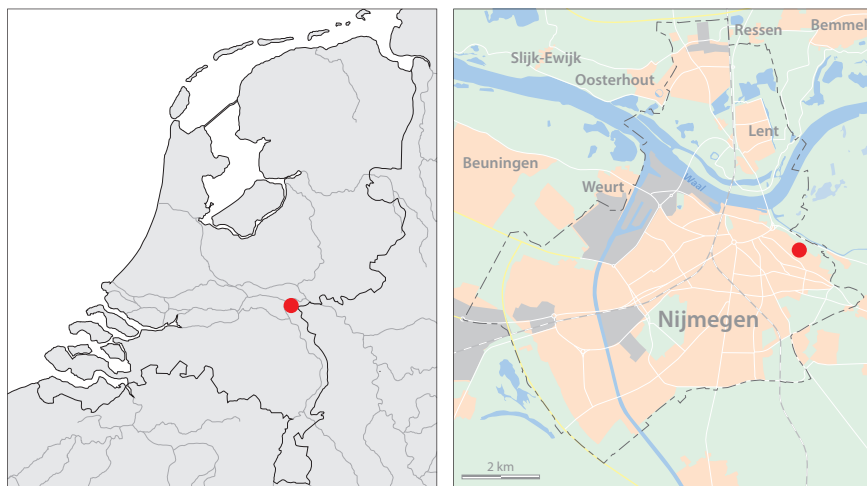 Ressen
Bemmel
Slijk-Ewijk
Oosterhout
Lent
Beuningen
Weurt
Waal
Nijmegen
2 km